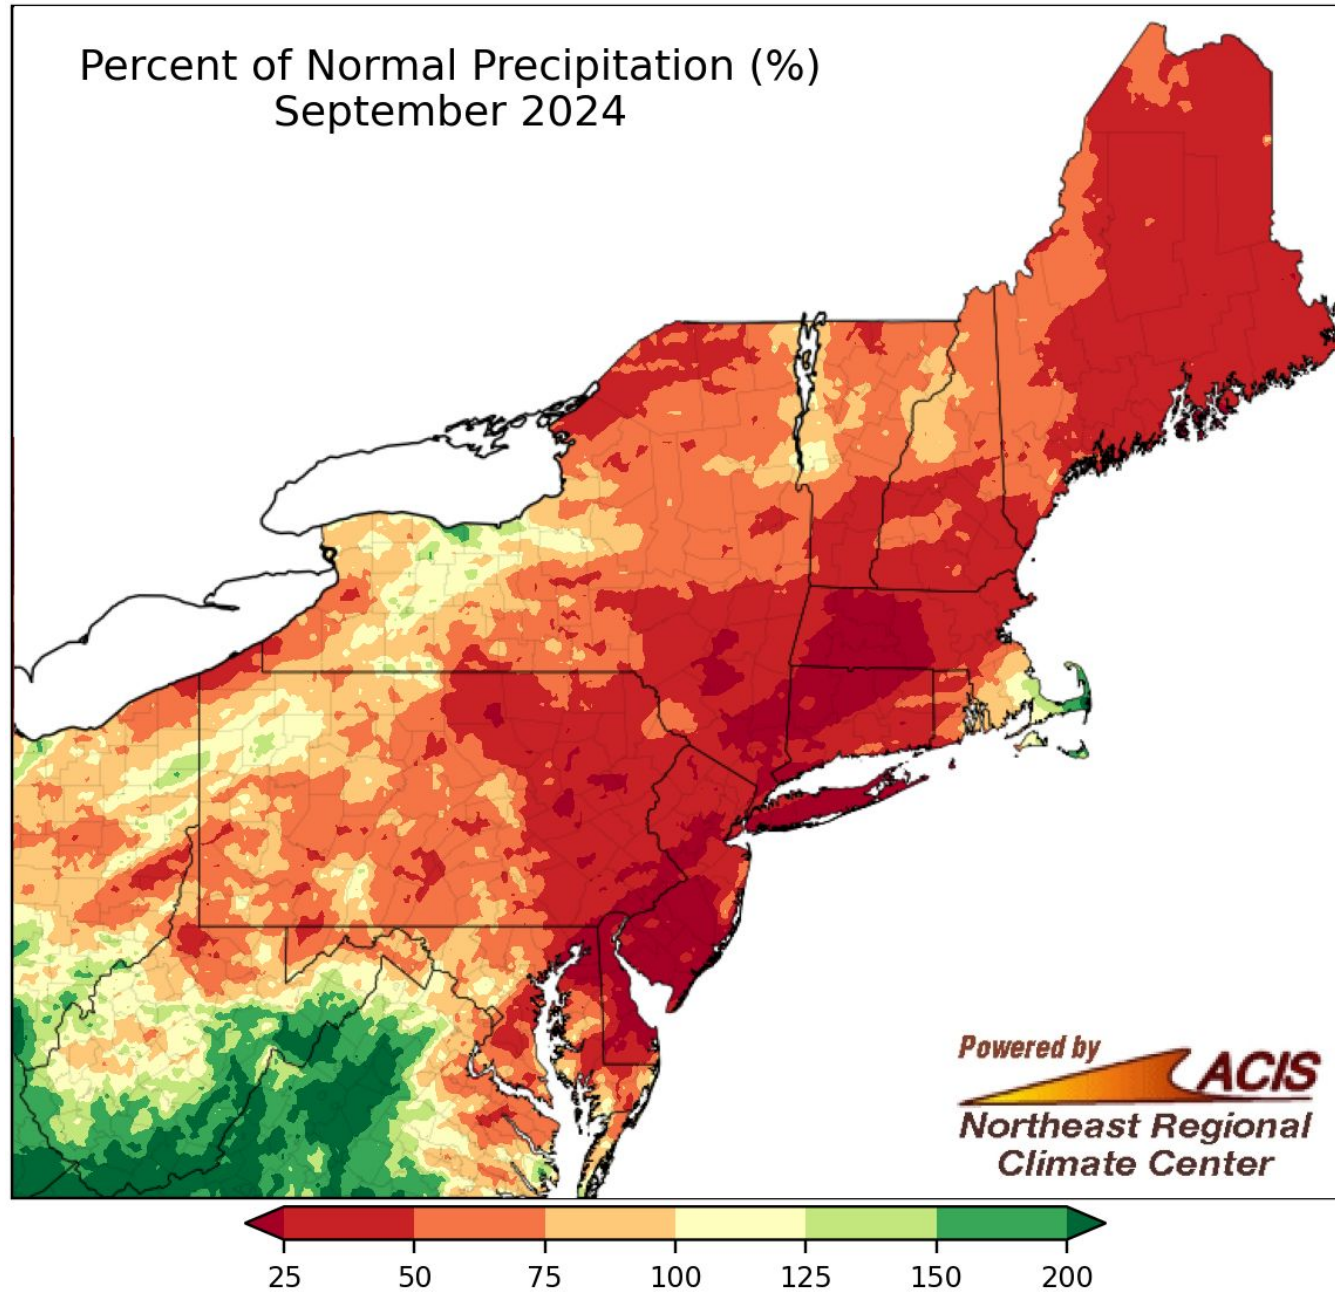 Percent of Normal Precipitation (%)
September 2024
Powered by
ACIS
Northeast Regional
Climate Center
25 50 75 100 125 150 200